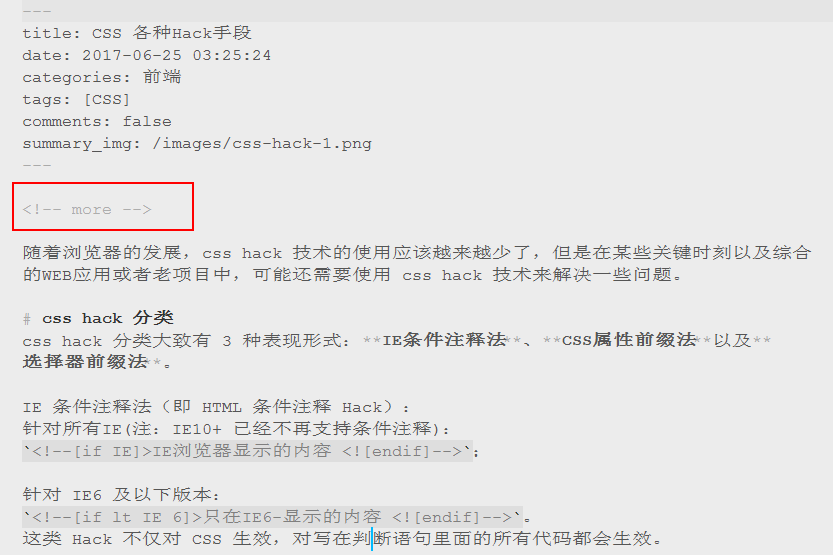 ---
title: CSS 各种Hack手段
date: 2017-06-25 03:25:24
categories: 前端
tags: [CSS]
comments: false
summary_img: /images/css-hack-1.png
---
<!-- more -->
随着浏览器的发展，css hack 技术的使用应该越来越少了，但是在某些关键时刻以及综合
的WEB应用或者老项目中，可能还需要使用 css hack 技术来解决一些问题。
# css hack 分类
css hack 分类大致有 3 种表现形式：**IE条件注释法**、**CSS属性前缀法**以及**
选择器前缀法**。
IE 条件注释法（即 HTML 条件注释 Hack）：
针对所有IE(注：IE10+ 已经不再支持条件注释)：
`<!--[if IE]>IE浏览器显示的内容 <![endif]-->`;
针对 IE6 及以下版本：
`<!--[if lt IE 6]>只在IE6-显示的内容 <![endif]-->`。
这类 Hack 不仅对 CSS 生效，对写在判断语句里面的所有代码都会生效。